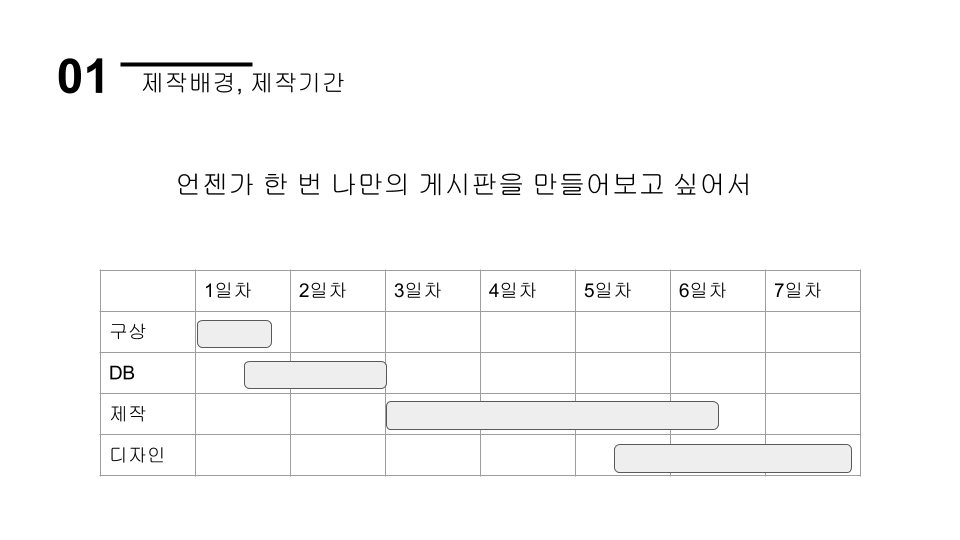 01 제작배경, 제작기간
언젠가 한 번 나만의 게시판을 만들어보고 싶어서
1일차 2일차 3일차 4일차 5일차 6일차 7일차
구상
DB
제작
디자인